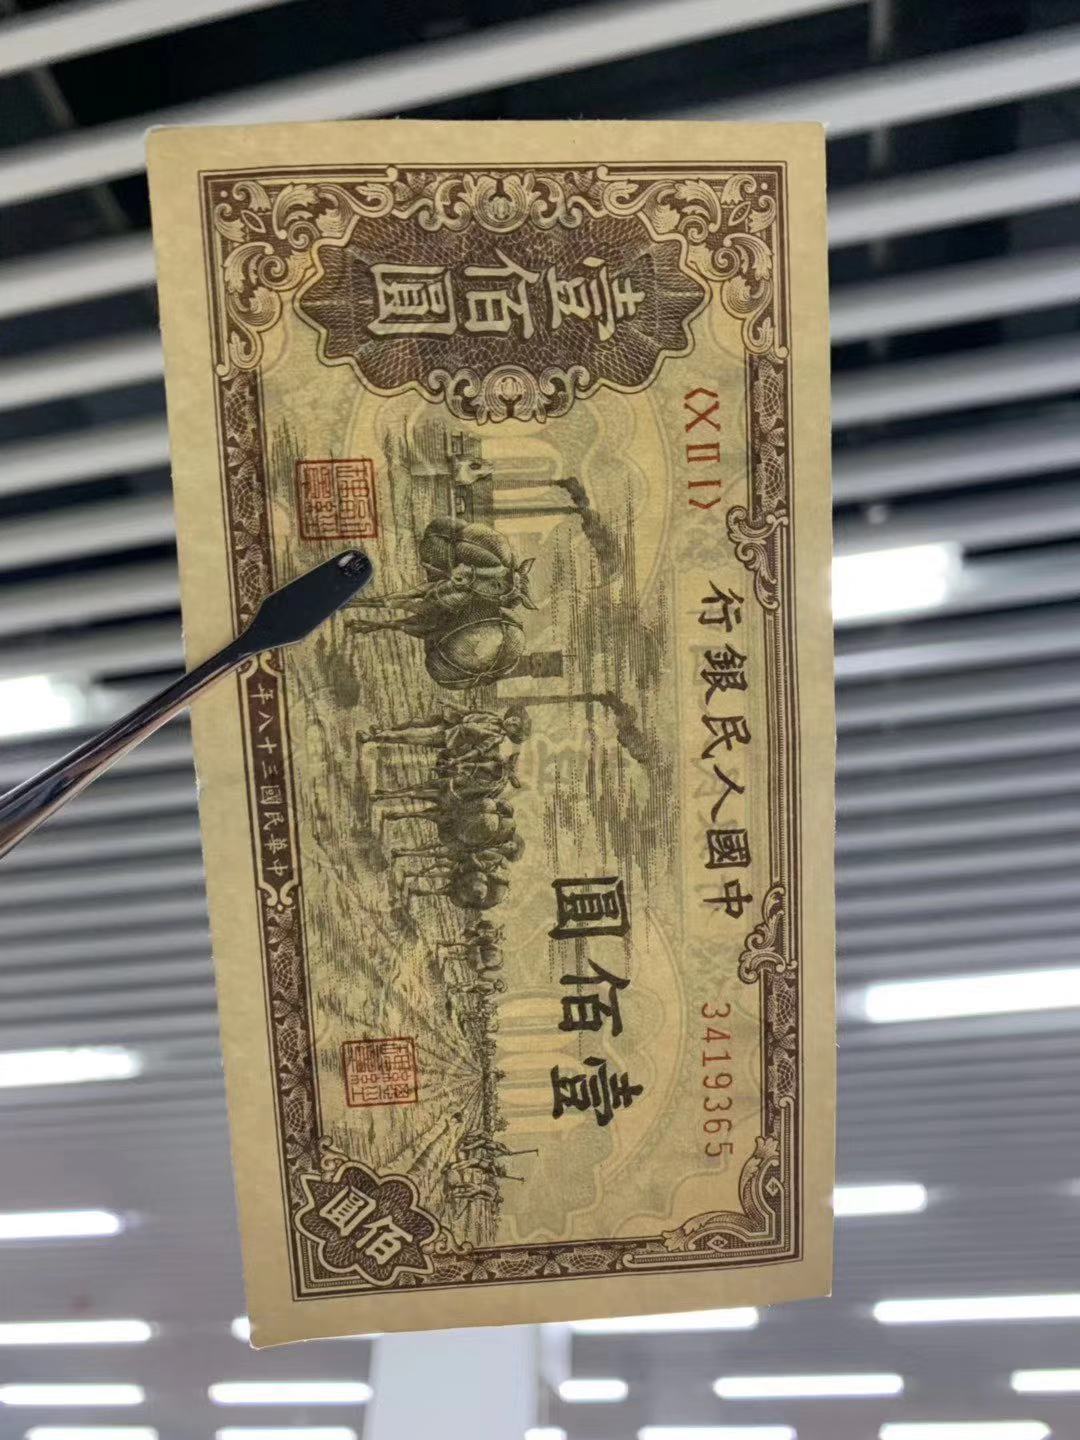 中國人民銀行
〈X II I〉
3419365
壹佰圓
壹佰圓
佰圓
中華民國三十八年